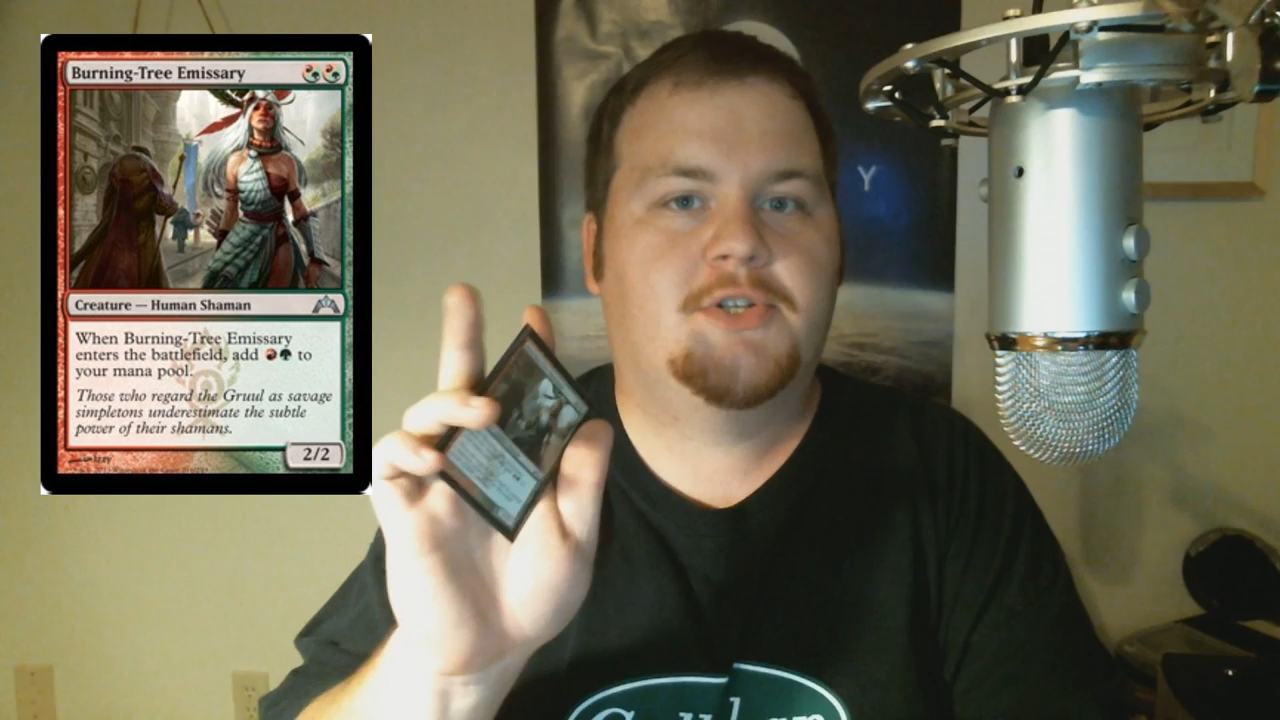 Burning-Tree Emissary
Creature — Human Shaman
When Burning-Tree Emissary
enters the battlefield, add to
your mana pool.
Those who regard the Gruul as savage
simpletons underestimate the subtle
power of their shamans.
2/2
Y